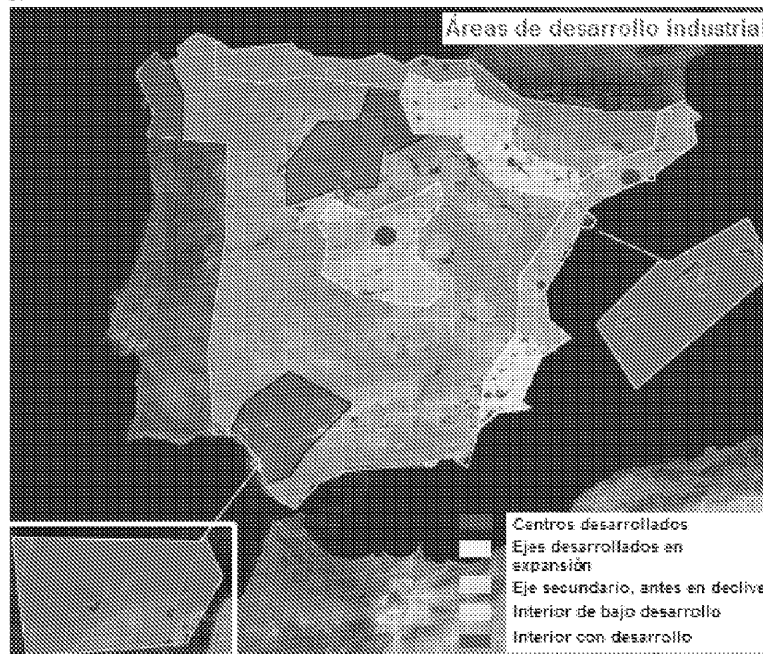 Áreas de desarrollo industrial
Centros desarrollados
Ejes desarrollados en
expansión
Eje secundario, antes en declive
Interior de bajo desarrollo
Interior con desarrollo